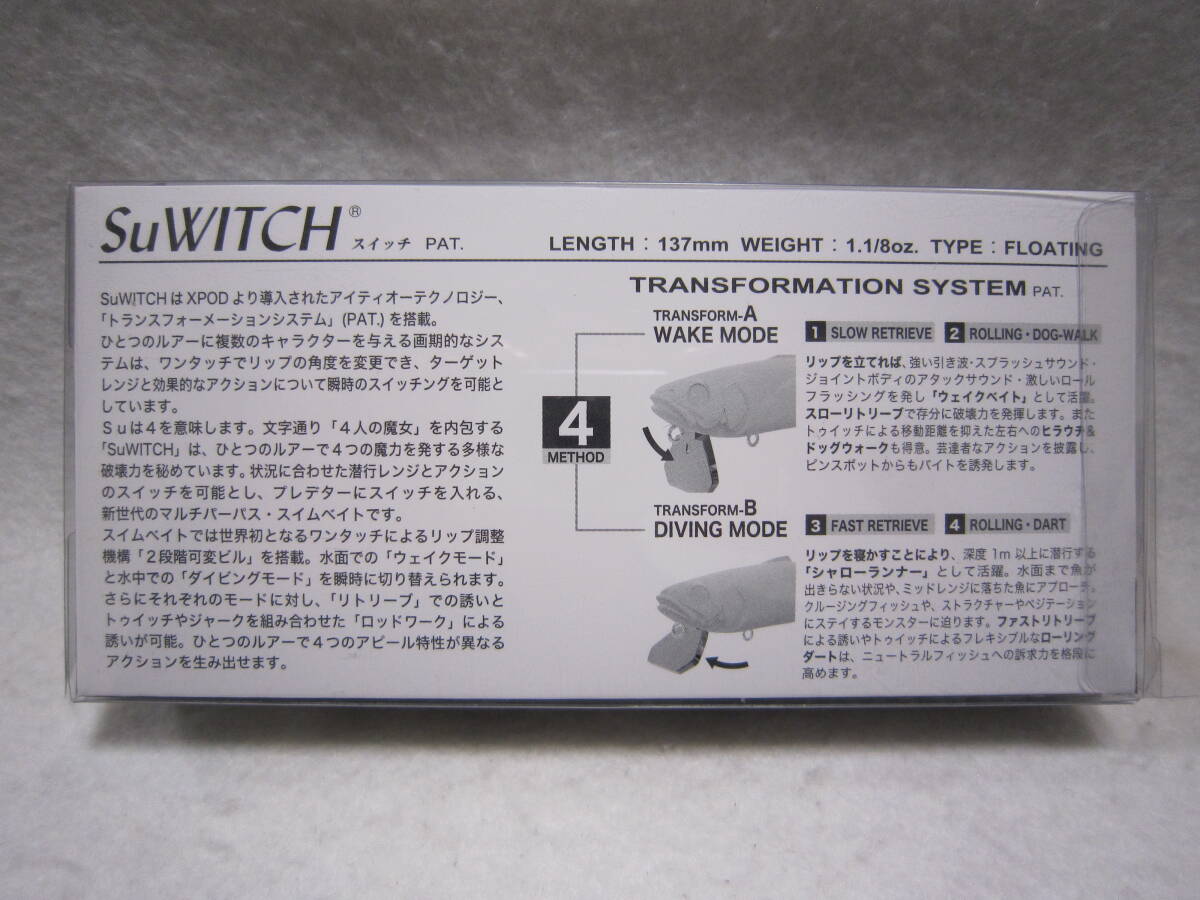 SuWITCH® スイッチ PAT.
LENGTH : 137mm WEIGHT : 1.1/8oz. TYPE : FLOATING
SuWITCH は XPOD より導入されたアイティオーテクノロジー、
「トランスフォーメーションシステム」(PAT.) を搭載。
ひとつのルアーに複数のキャラクターを与える画期的なシス
テムは、ワンタッチでリップの角度を変更でき、ターゲット
レンジと効果的なアクションについて瞬時のスイッチングを可能と
しています。
Ｓｕは４を意味します。文字通り「４人の魔女」を内包する
「SuWITCH」は、ひとつのルアーで４つの魔力を発する多様な
破壊力を秘めています。状況に合わせた潜行レンジとアクション
のスイッチを可能とし、プレデターにスイッチを入れる、
新世代のマルチパーパス・スイムベイトです。
スイムベイトでは世界初となるワンタッチによるリップ調整
機構「２段階可変ビル」を搭載。水面での「ウェイクモード」
と水中での「ダイビングモード」を瞬時に切り替えられます。
さらにそれぞれのモードに対し、「リトリーブ」での誘いと
トゥイッチやジャークを組み合わせた「ロッドワーク」による
誘いが可能。ひとつのルアーで４つのアピール特性が異なる
アクションを生み出せます。
TRANSFORMATION SYSTEM PAT.
4
METHOD
TRANSFORM-A
WAKE MODE
1 SLOW RETRIEVE 2 ROLLING・DOG-WALK
リップを立てれば、強い引き波・スプラッシュサウンド・
ジョイントボディのアタックサウンド・激しいロール
フラッシングを発し「ウェイクベイト」として活躍。
スローリトリーブで存分に破壊力を発揮します。また
トゥイッチによる移動距離を抑えた左右へのヒラウチ&
ドッグウォークも得意。芸達者なアクションを披露し、
ピンスポットからもバイトを誘発します。
TRANSFORM-B
DIVING MODE
3 FAST RETRIEVE 4 ROLLING・DART
リップを寝かすことにより、深度 1m 以上に潜行する
「シャローランナー」として活躍。水面まで魚が
出きらない状況や、ミッドレンジに落ちた魚にアプローチ。
クルージングフィッシュや、ストラクチャーやベジテーション
にステイするモンスターに迫ります。ファストリトリーブ
による誘いやトゥイッチによるフレキシブルなローリング
ダートは、ニュートラルフィッシュへの訴求力を格段に
高めます。